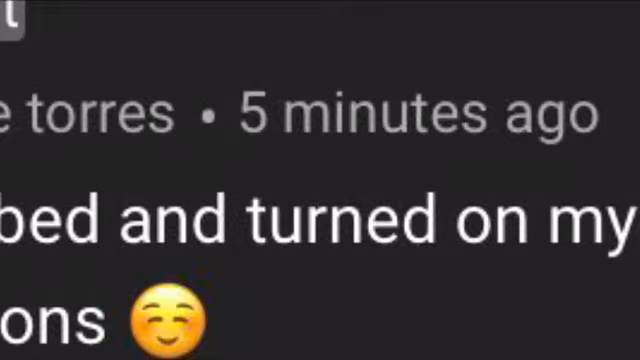 e torres • 5 minutes ago
bed and turned on my
ons ☺️